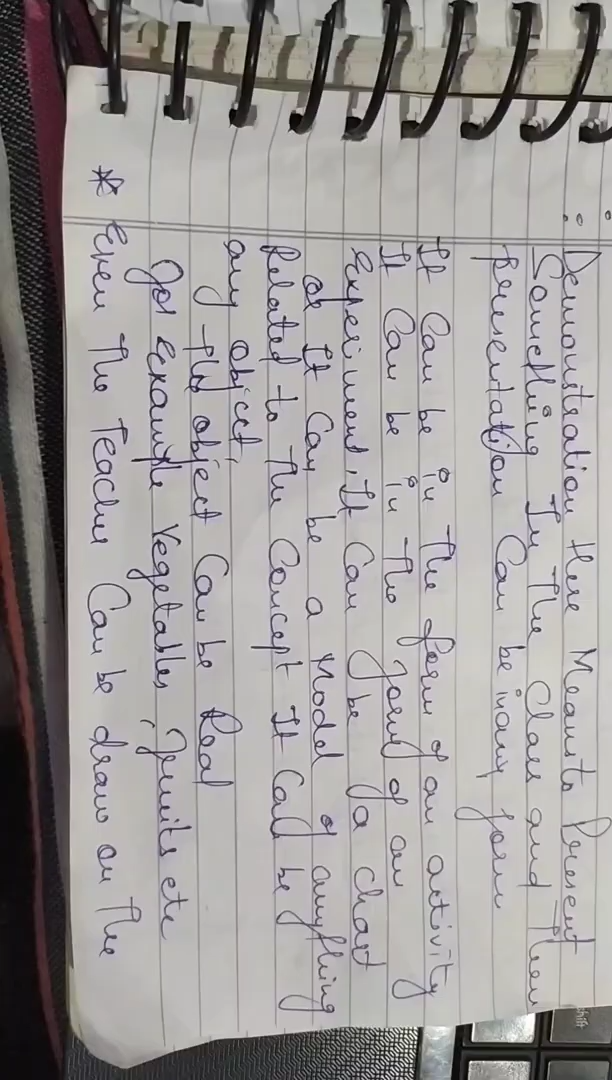 : Demonstration Here Means to Present
Something In The Class and Then
Presentation Can be in any form
It Can be in The form of an activity
It Can be in The form of an
Experiment, It Can be a chart
or It Can be a Model of anything
Related to The Concept It Can be
any object,
The object Can be Real
for Example Vegetables, fruits etc
* Even The Teacher Can be draw on The
shift